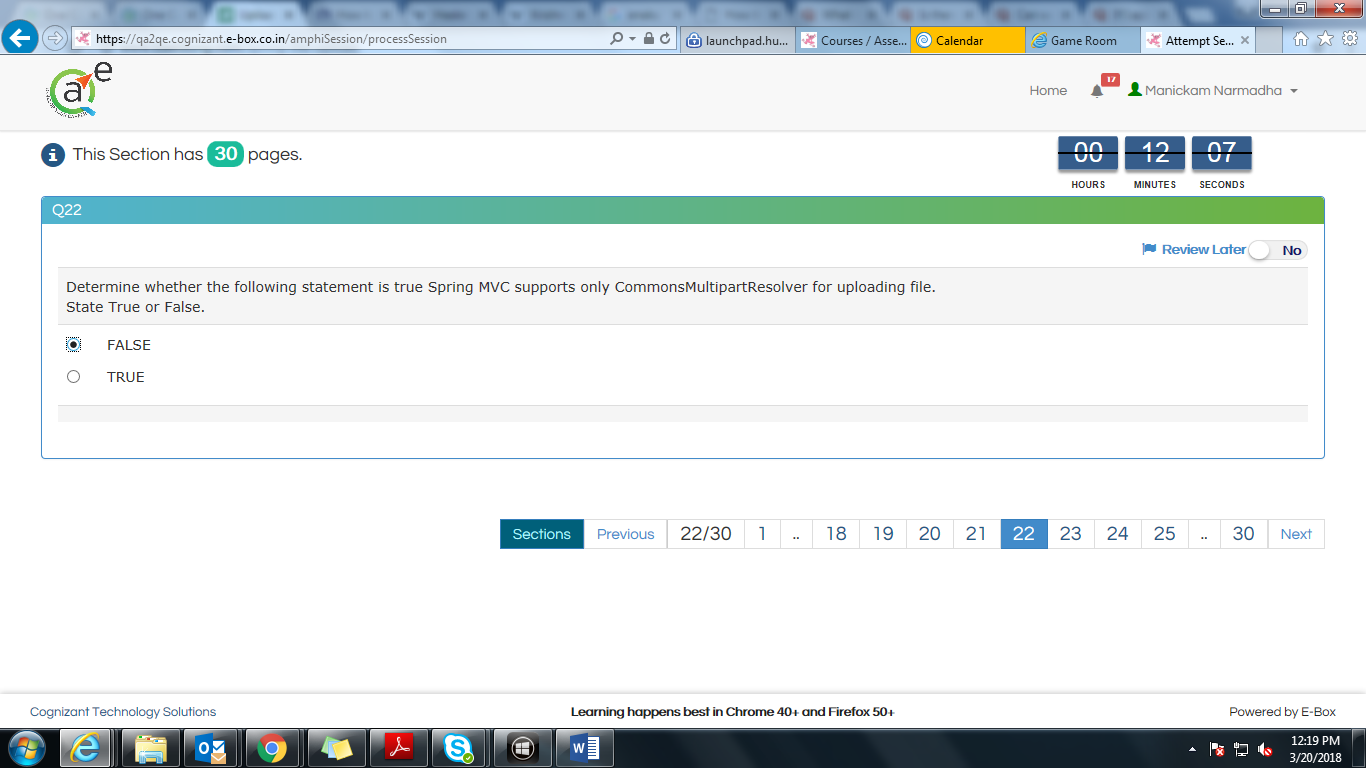 https://qa2qe.cognizant.e-box.co.in/amphiSession/processSession
launchpad.hu...
Courses / Asse...
Calendar
Game Room
Attempt Se...
a e
Home
17
Manickam Narmadha
This Section has 30 pages.
00 12 07
HOURS MINUTES SECONDS
Q22
Review Later No
Determine whether the following statement is true Spring MVC supports only CommonsMultipartResolver for uploading file.
State True or False.
FALSE
TRUE
Sections Previous 22/30 1 .. 18 19 20 21 22 23 24 25 .. 30 Next
Cognizant Technology Solutions
Learning happens best in Chrome 40+ and Firefox 50+
Powered by E-Box
12:19 PM
3/20/2018